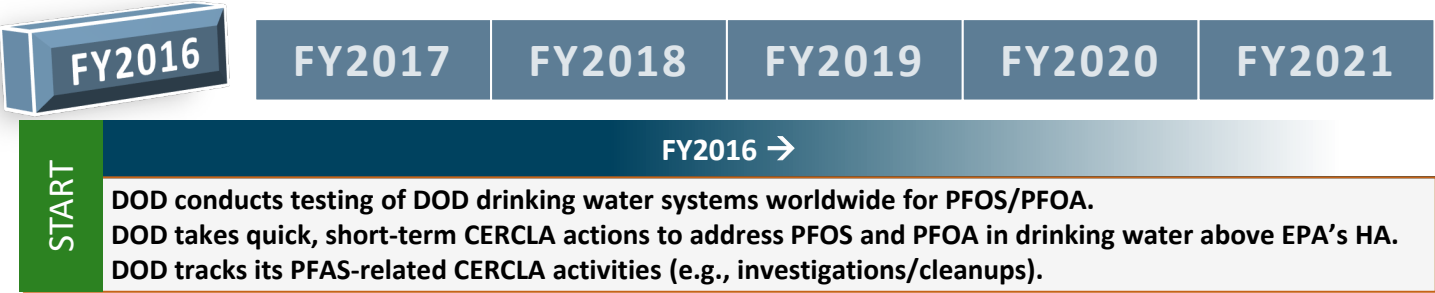 FY2016 FY2017 FY2018 FY2019 FY2020 FY2021
FY2016 →
START
DOD conducts testing of DOD drinking water systems worldwide for PFOS/PFOA.
DOD takes quick, short-term CERCLA actions to address PFOS and PFOA in drinking water above EPA’s HA.
DOD tracks its PFAS-related CERCLA activities (e.g., investigations/cleanups).